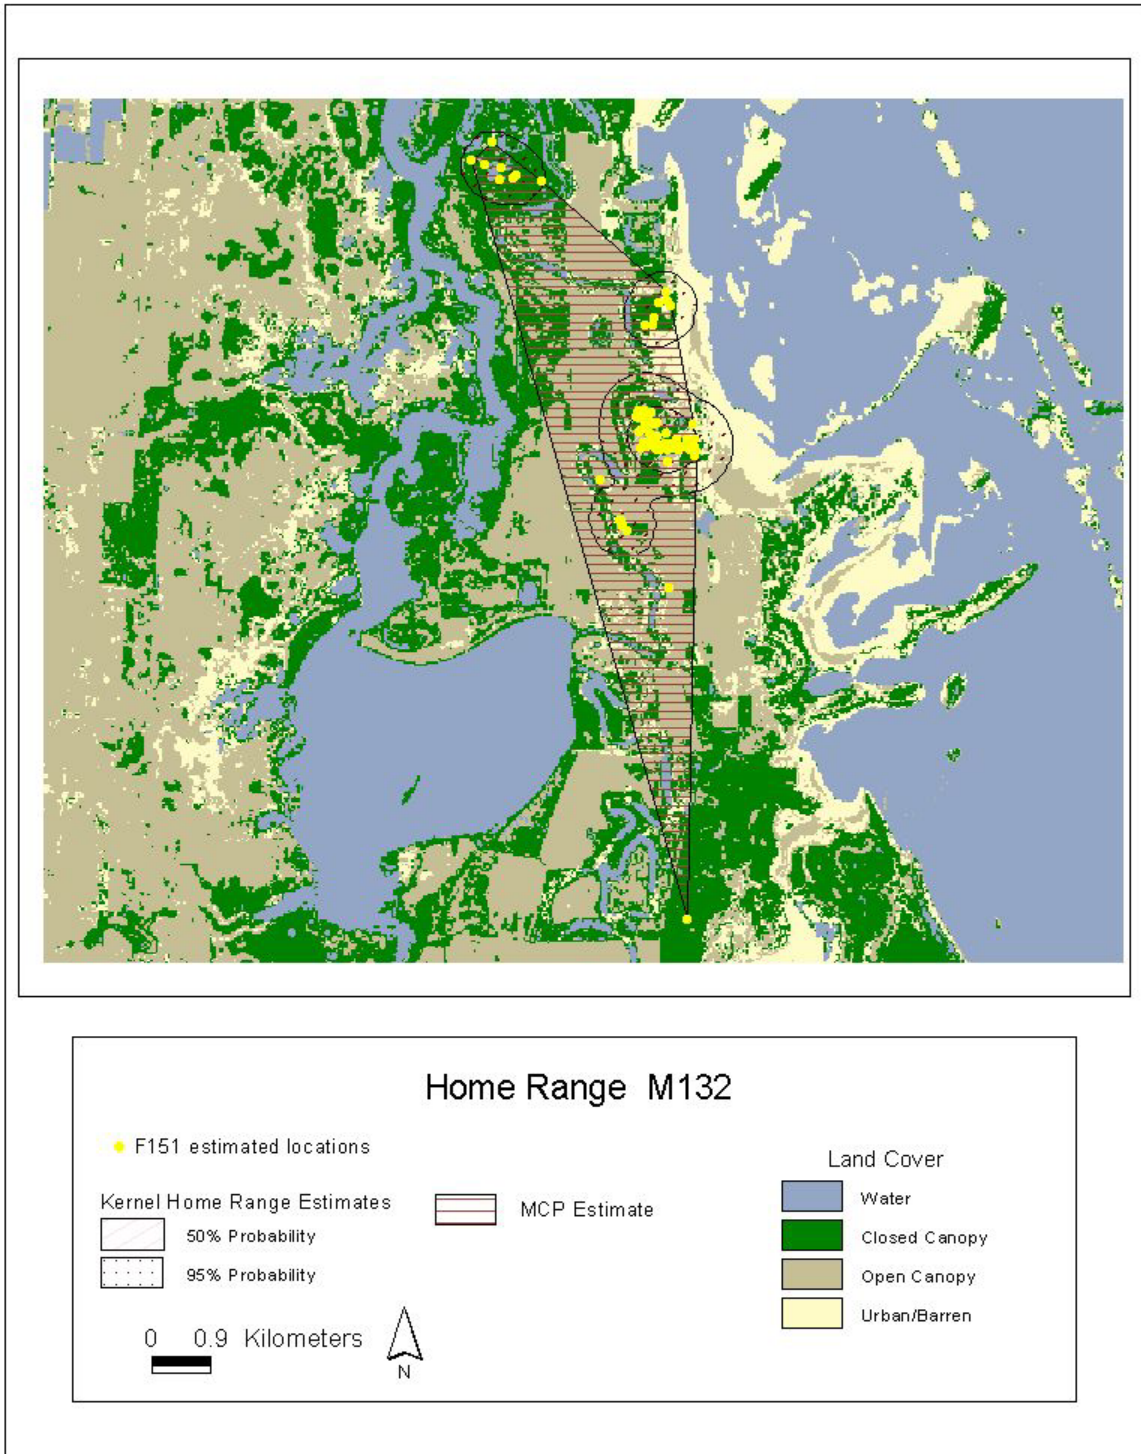 Home Range M132
F151 estimated locations
Kernel Home Range Estimates
50% Probability
95% Probability
MCP Estimate
0 0.9 Kilometers
N
Land Cover
Water
Closed Canopy
Open Canopy
Urban/Barren